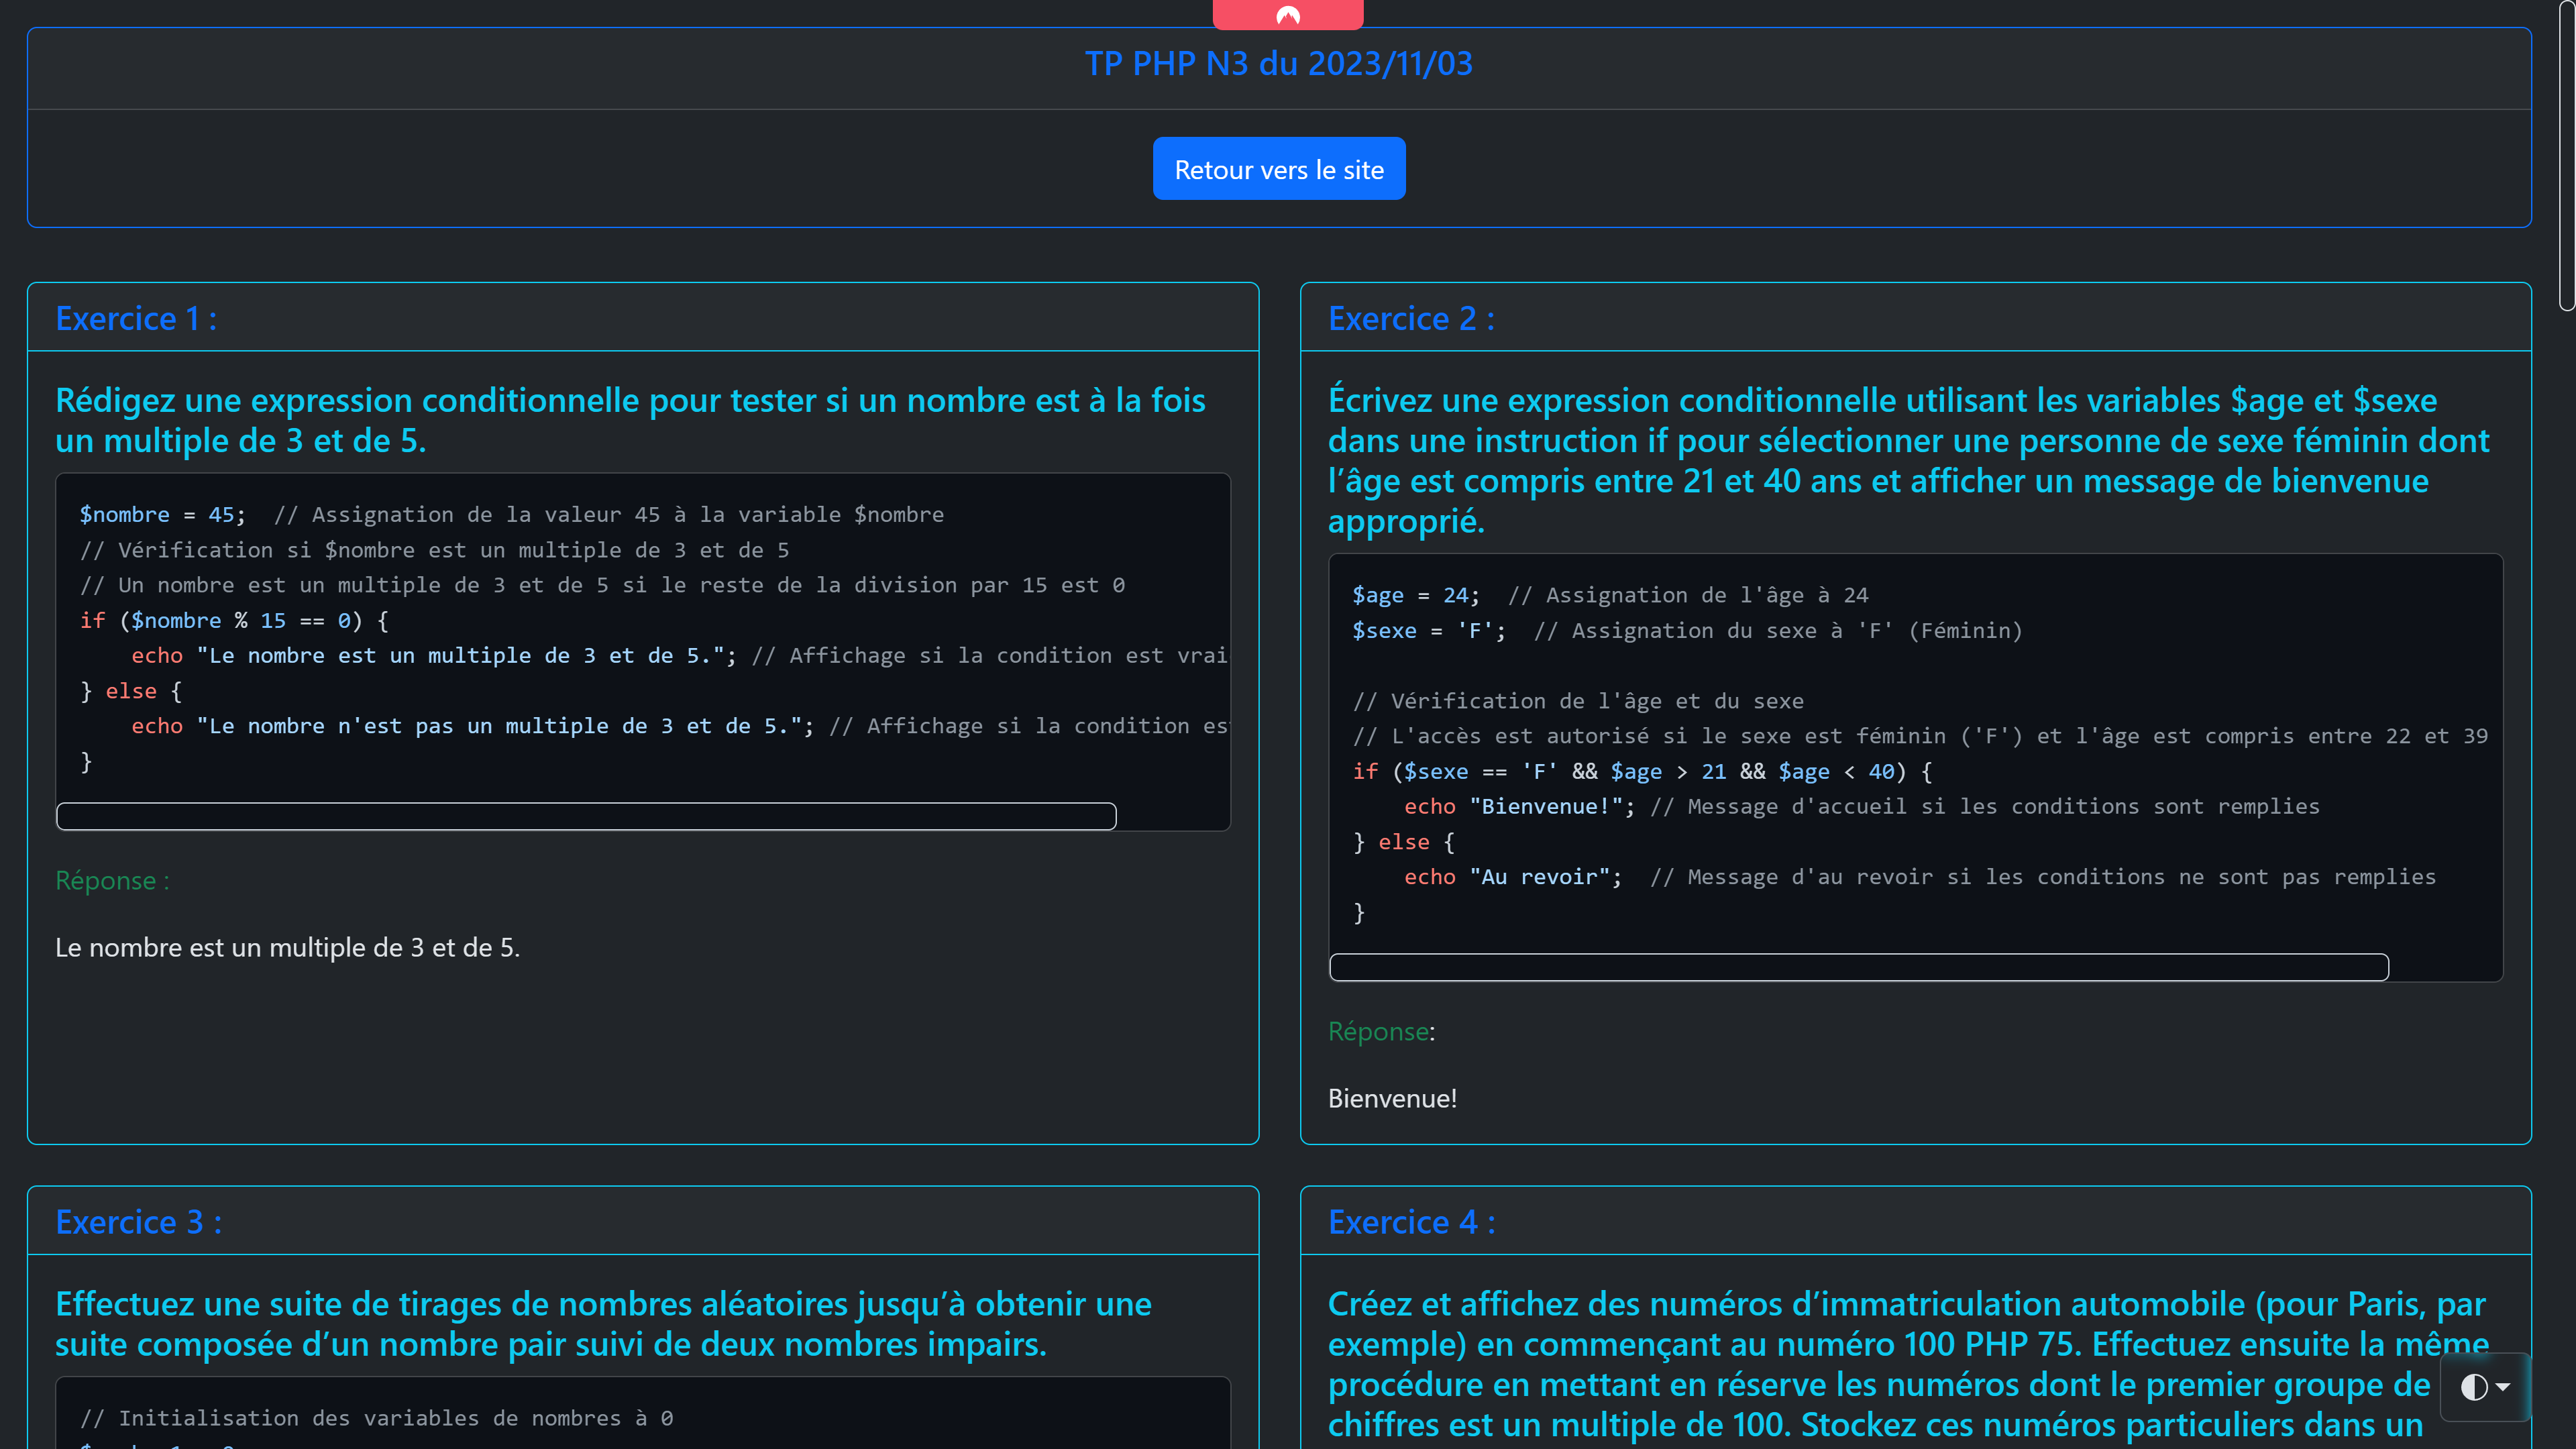 TP PHP N3 du 2023/11/03
Retour vers le site
Exercice 1 :
Rédigez une expression conditionnelle pour tester si un nombre est à la fois
un multiple de 3 et de 5.
$nombre = 45;  // Assignation de la valeur 45 à la variable $nombre
// Vérification si $nombre est un multiple de 3 et de 5
// Un nombre est un multiple de 3 et de 5 si le reste de la division par 15 est 0
if ($nombre % 15 == 0) {
    echo "Le nombre est un multiple de 3 et de 5."; // Affichage si la condition est vrai
} else {
    echo "Le nombre n'est pas un multiple de 3 et de 5."; // Affichage si la condition es
}
Réponse :
Le nombre est un multiple de 3 et de 5.
Exercice 2 :
Écrivez une expression conditionnelle utilisant les variables $age et $sexe
dans une instruction if pour sélectionner une personne de sexe féminin dont
l’âge est compris entre 21 et 40 ans et afficher un message de bienvenue
approprié.
$age = 24;  // Assignation de l'âge à 24
$sexe = 'F';  // Assignation du sexe à 'F' (Féminin)
// Vérification de l'âge et du sexe
// L'accès est autorisé si le sexe est féminin ('F') et l'âge est compris entre 22 et 39
if ($sexe == 'F' && $age > 21 && $age < 40) {
    echo "Bienvenue!"; // Message d'accueil si les conditions sont remplies
} else {
    echo "Au revoir";  // Message d'au revoir si les conditions ne sont pas remplies
}
Réponse:
Bienvenue!
Exercice 3 :
Effectuez une suite de tirages de nombres aléatoires jusqu’à obtenir une
suite composée d’un nombre pair suivi de deux nombres impairs.
// Initialisation des variables de nombres à 0
Exercice 4 :
Créez et affichez des numéros d’immatriculation automobile (pour Paris, par
exemple) en commençant au numéro 100 PHP 75. Effectuez ensuite la même
procédure en mettant en réserve les numéros dont le premier groupe de
chiffres est un multiple de 100. Stockez ces numéros particuliers dans un